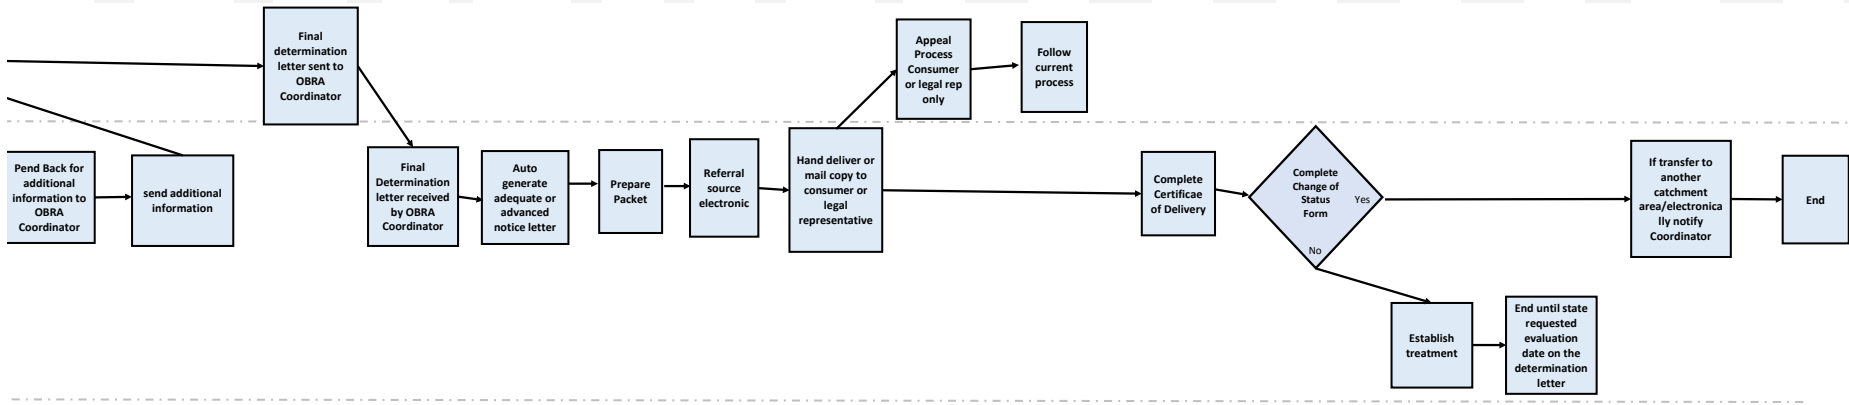 Final
determination
letter sent to
OBRA
Coordinator
Appeal
Process
Consumer
or legal rep
only
Follow
current
process
Pend Back for
additional
information to
OBRA
Coordinator
send additional
information
Final
Determination
letter received
by OBRA
Coordinator
Auto
generate
adequate or
advanced
notice letter
Prepare
Packet
Referral
source
electronic
Hand deliver or
mail copy to
consumer or
legal
representative
Complete
Certificae
of Delivery
Complete
Change of
Status
Form
Yes
No
If transfer to
another
catchment
area/electronica
lly notify
Coordinator
End
Establish
treatment
End until state
requested
evaluation
date on the
determination
letter